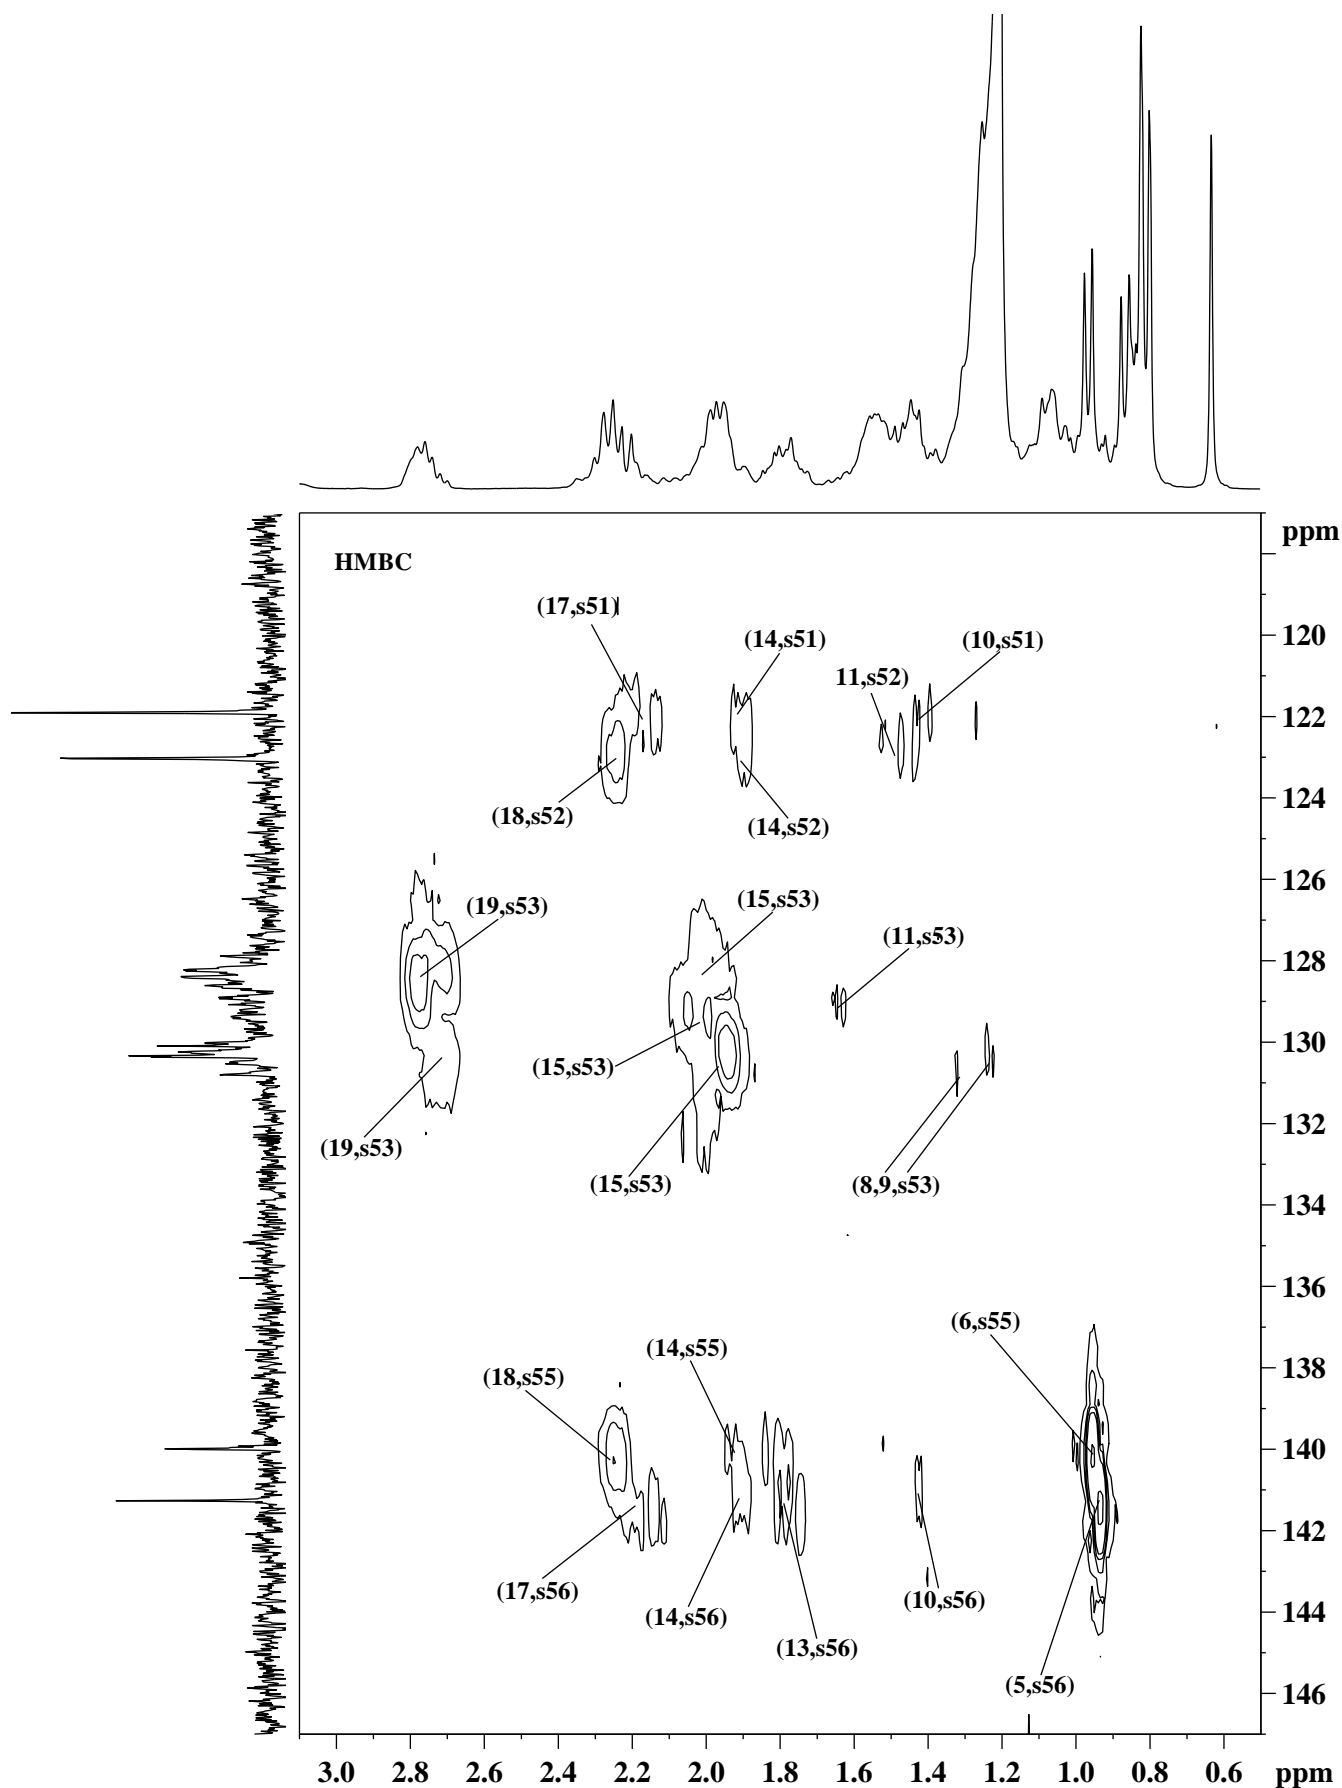 ppm
HMBC
(17,s51)
120
(14,s51)
(10,s51)
11,s52)
122
124
(18,s52)
(14,s52)
126
(15,s53)
(19,s53)
(11,s53)
128
130
(15,s53)
132
(19,s53)
(15,s53)
(8,9,s53)
134
136
(6,s55)
(14,s55)
138
(18,s55)
140
142
(17,s56)
(10,s56)
144
(14,s56)
(13,s56)
(5,s56)
146
3.0 2.8 2.6 2.4 2.2 2.0 1.8 1.6 1.4 1.2 1.0 0.8 0.6 ppm